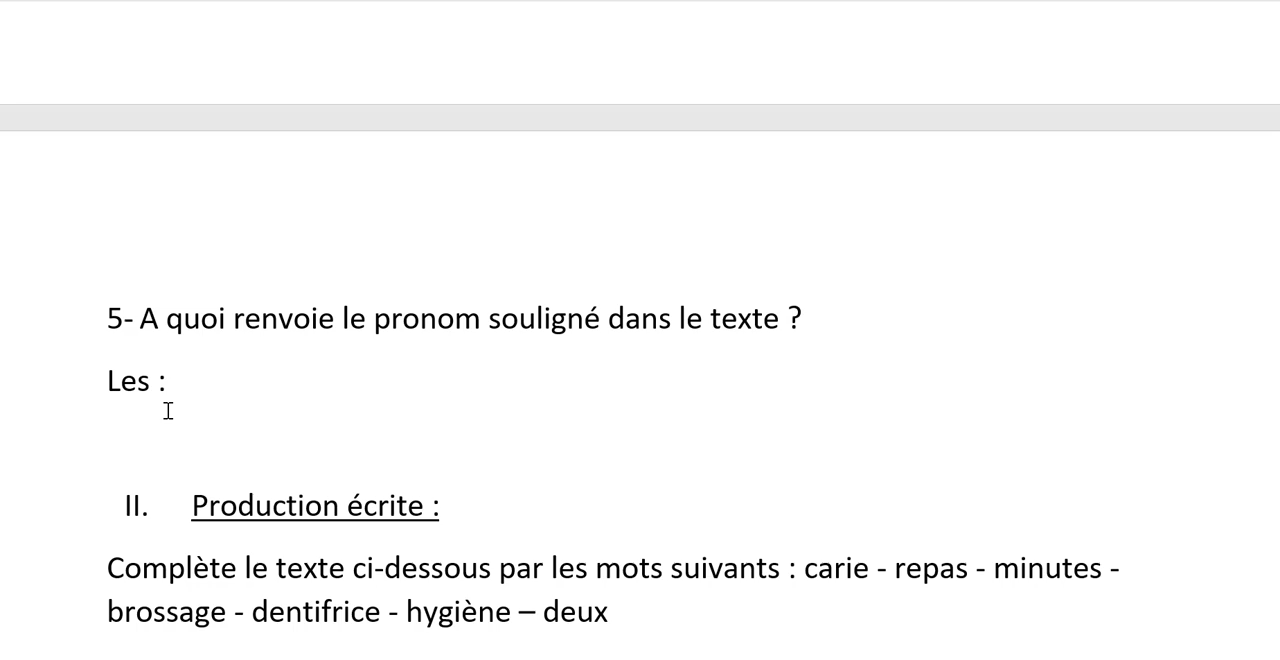 5- A quoi renvoie le pronom souligné dans le texte ?
Les :
II. Production écrite :
Complète le texte ci-dessous par les mots suivants : carie - repas - minutes -
brossage - dentifrice - hygiène – deux